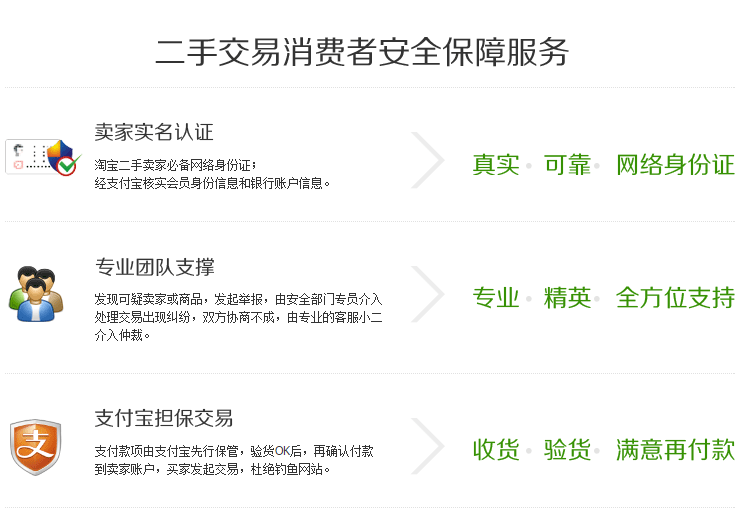 二手交易消费者安全保障服务
卖家实名认证
淘宝二手卖家必备网络身份证；
经支付宝核实会员身份信息和银行账户信息。
真实 · 可靠 · 网络身份证
专业团队支撑
发现可疑卖家或商品，发起举报，由安全部门专员介入
处理交易出现纠纷，双方协商不成，由专业的客服小二
介入仲裁。
专业 · 精英 · 全方位支持
支付宝担保交易
支
支付款项由支付宝先行保管，验货OK后，再确认付款
到卖家账户，买家发起交易，杜绝钓鱼网站。
收货 · 验货 · 满意再付款